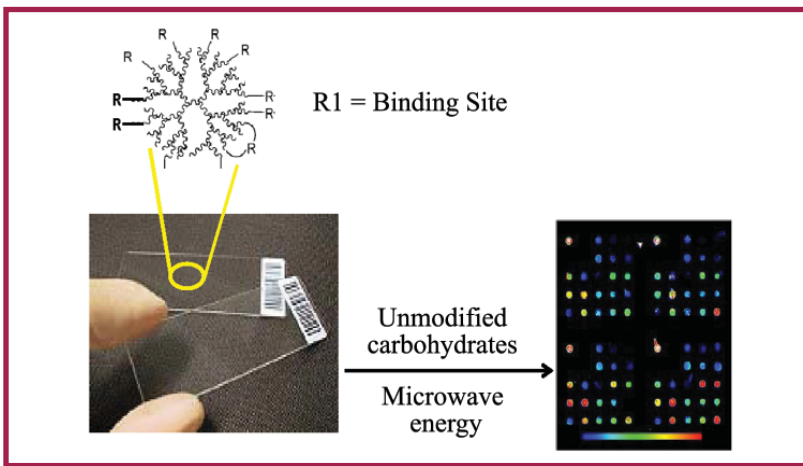 R
R
R
R
R
R
R
R
R
R1 = Binding Site
Unmodified
carbohydrates
Microwave
energy